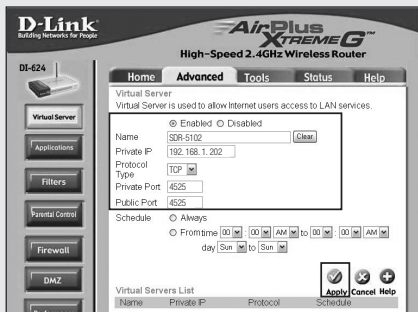 D-Link
Building Networks for People
AirPlus
XTREME G™
High-Speed 2.4GHz Wireless Router
DI-624
Home Advanced Tools Status Help
Virtual Server
Applications
Filters
Parental Control
Firewall
DMZ
Virtual Server
Virtual Server is used to allow Internet users access to LAN services.
Enabled Disabled
Name SDR-5102 Clear
Private IP 192.168.1.202
Protocol Type TCP
Private Port 4525
Public Port 4525
Schedule Always
From time 00 : 00 AM to 00 : 00 AM
day Sun to Sun
Apply Cancel Help
Virtual Servers List
Name Private IP Protocol Schedule